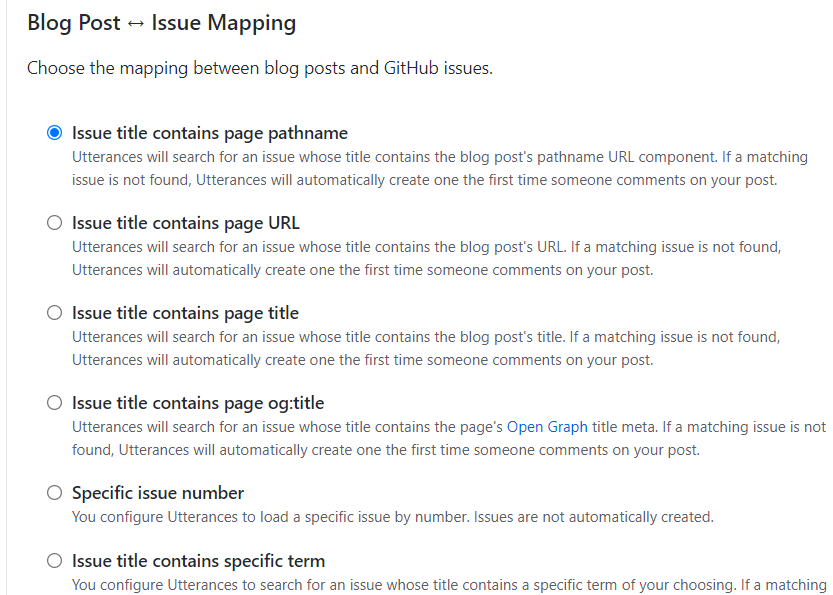 Blog Post ↔ Issue Mapping
Choose the mapping between blog posts and GitHub issues.
Issue title contains page pathname
Utterances will search for an issue whose title contains the blog post's pathname URL component. If a matching
issue is not found, Utterances will automatically create one the first time someone comments on your post.
Issue title contains page URL
Utterances will search for an issue whose title contains the blog post's URL. If a matching issue is not found,
Utterances will automatically create one the first time someone comments on your post.
Issue title contains page title
Utterances will search for an issue whose title contains the blog post's title. If a matching issue is not found,
Utterances will automatically create one the first time someone comments on your post.
Issue title contains page og:title
Utterances will search for an issue whose title contains the page's Open Graph title meta. If a matching issue is not
found, Utterances will automatically create one the first time someone comments on your post.
Specific issue number
You configure Utterances to load a specific issue by number. Issues are not automatically created.
Issue title contains specific term
You configure Utterances to search for an issue whose title contains a specific term of your choosing. If a matching